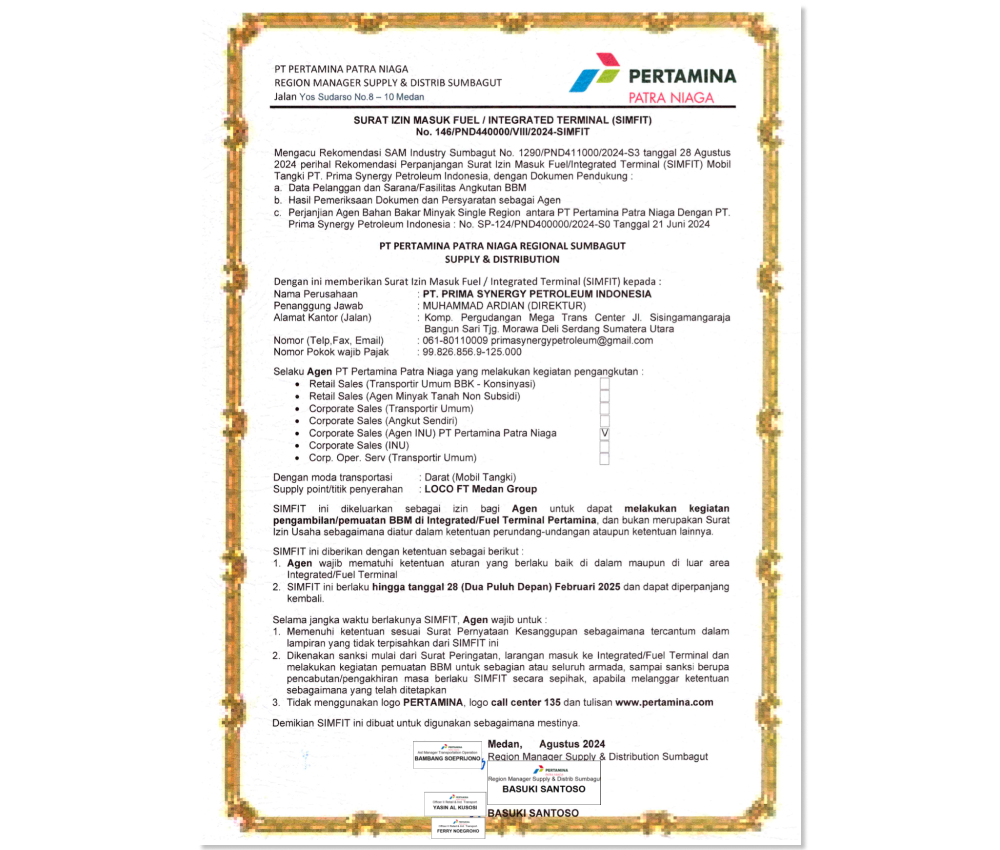 PT PERTAMINA PATRA NIAGA
REGION MANAGER SUPPLY & DISTRIB SUMBAGUT
Jalan Yos Sudarso No.8 – 10 Medan
PERTAMINA
PATRA NIAGA
SURAT IZIN MASUK FUEL / INTEGRATED TERMINAL (SIMFIT)
No. 146/PND440000/VIII/2024-SIMFIT
Mengacu Rekomendasi SAM Industry Sumbagut No. 1290/PND411000/2024-S3 tanggal 28 Agustus
2024 perihal Rekomendasi Perpanjangan Surat Izin Masuk Fuel/Integrated Terminal (SIMFIT) Mobil
Tangki PT. Prima Synergy Petroleum Indonesia, dengan Dokumen Pendukung :
a. Data Pelanggan dan Sarana/Fasilitas Angkutan BBM
b. Hasil Pemeriksaan Dokumen dan Persyaratan sebagai Agen
c. Perjanjian Agen Bahan Bakar Minyak Single Region antara PT Pertamina Patra Niaga Dengan PT.
Prima Synergy Petroleum Indonesia : No. SP-124/PND400000/2024-S0 Tanggal 21 Juni 2024
PT PERTAMINA PATRA NIAGA REGIONAL SUMBAGUT
SUPPLY & DISTRIBUTION
Dengan ini memberikan Surat Izin Masuk Fuel / Integrated Terminal (SIMFIT) kepada :
Nama Perusahaan : PT. PRIMA SYNERGY PETROLEUM INDONESIA
Penanggung Jawab : MUHAMMAD ARDIAN (DIREKTUR)
Alamat Kantor (Jalan) : Komp. Pergudangan Mega Trans Center Jl. Sisingamangaraja
Bangun Sari Tjg. Morawa Deli Serdang Sumatera Utara
Nomor (Telp,Fax, Email) : 061-80110009 primasynergypetroleum@gmail.com
Nomor Pokok wajib Pajak : 99.826.856.9-125.000
Selaku Agen PT Pertamina Patra Niaga yang melakukan kegiatan pengangkutan :
• Retail Sales (Transportir Umum BBK - Konsinyasi)
• Retail Sales (Agen Minyak Tanah Non Subsidi)
• Corporate Sales (Transportir Umum)
• Corporate Sales (Angkut Sendiri)
• Corporate Sales (Agen INU) PT Pertamina Patra Niaga V
• Corporate Sales (INU)
• Corp. Oper. Serv (Transportir Umum)
Dengan moda transportasi : Darat (Mobil Tangki)
Supply point/titik penyerahan : LOCO FT Medan Group
SIMFIT ini dikeluarkan sebagai izin bagi Agen untuk dapat melakukan kegiatan
pengambilan/pemuatan BBM di Integrated/Fuel Terminal Pertamina, dan bukan merupakan Surat
Izin Usaha sebagaimana diatur dalam ketentuan perundang-undangan ataupun ketentuan lainnya.
SIMFIT ini diberikan dengan ketentuan sebagai berikut :
1. Agen wajib mematuhi ketentuan aturan yang berlaku baik di dalam maupun di luar area
Integrated/Fuel Terminal
2. SIMFIT ini berlaku hingga tanggal 28 (Dua Puluh Depan) Februari 2025 dan dapat diperpanjang
kembali.
Selama jangka waktu berlakunya SIMFIT, Agen wajib untuk :
1. Memenuhi ketentuan sesuai Surat Pernyataan Kesanggupan sebagaimana tercantum dalam
lampiran yang tidak terpisahkan dari SIMFIT ini
2. Dikenakan sanksi mulai dari Surat Peringatan, larangan masuk ke Integrated/Fuel Terminal dan
melakukan kegiatan pemuatan BBM untuk sebagian atau seluruh armada, sampai sanksi berupa
pencabutan/pengakhiran masa berlaku SIMFIT secara sepihak, apabila melanggar ketentuan
sebagaimana yang telah ditetapkan
3. Tidak menggunakan logo PERTAMINA, logo call center 135 dan tulisan www.pertamina.com
Demikian SIMFIT ini dibuat untuk digunakan sebagaimana mestinya.
Medan, Agustus 2024
Region Manager Supply & Distribution Sumbagut
PERTAMINA
BAMBANG SOEPRIJONO
PERTAMINA
Region Manager Supply & Distrib Sumbagut
BASUKI SANTOSO
YASIN AL KUSOSI
BASUKI SANTOSO
FERRY NOEGROHO